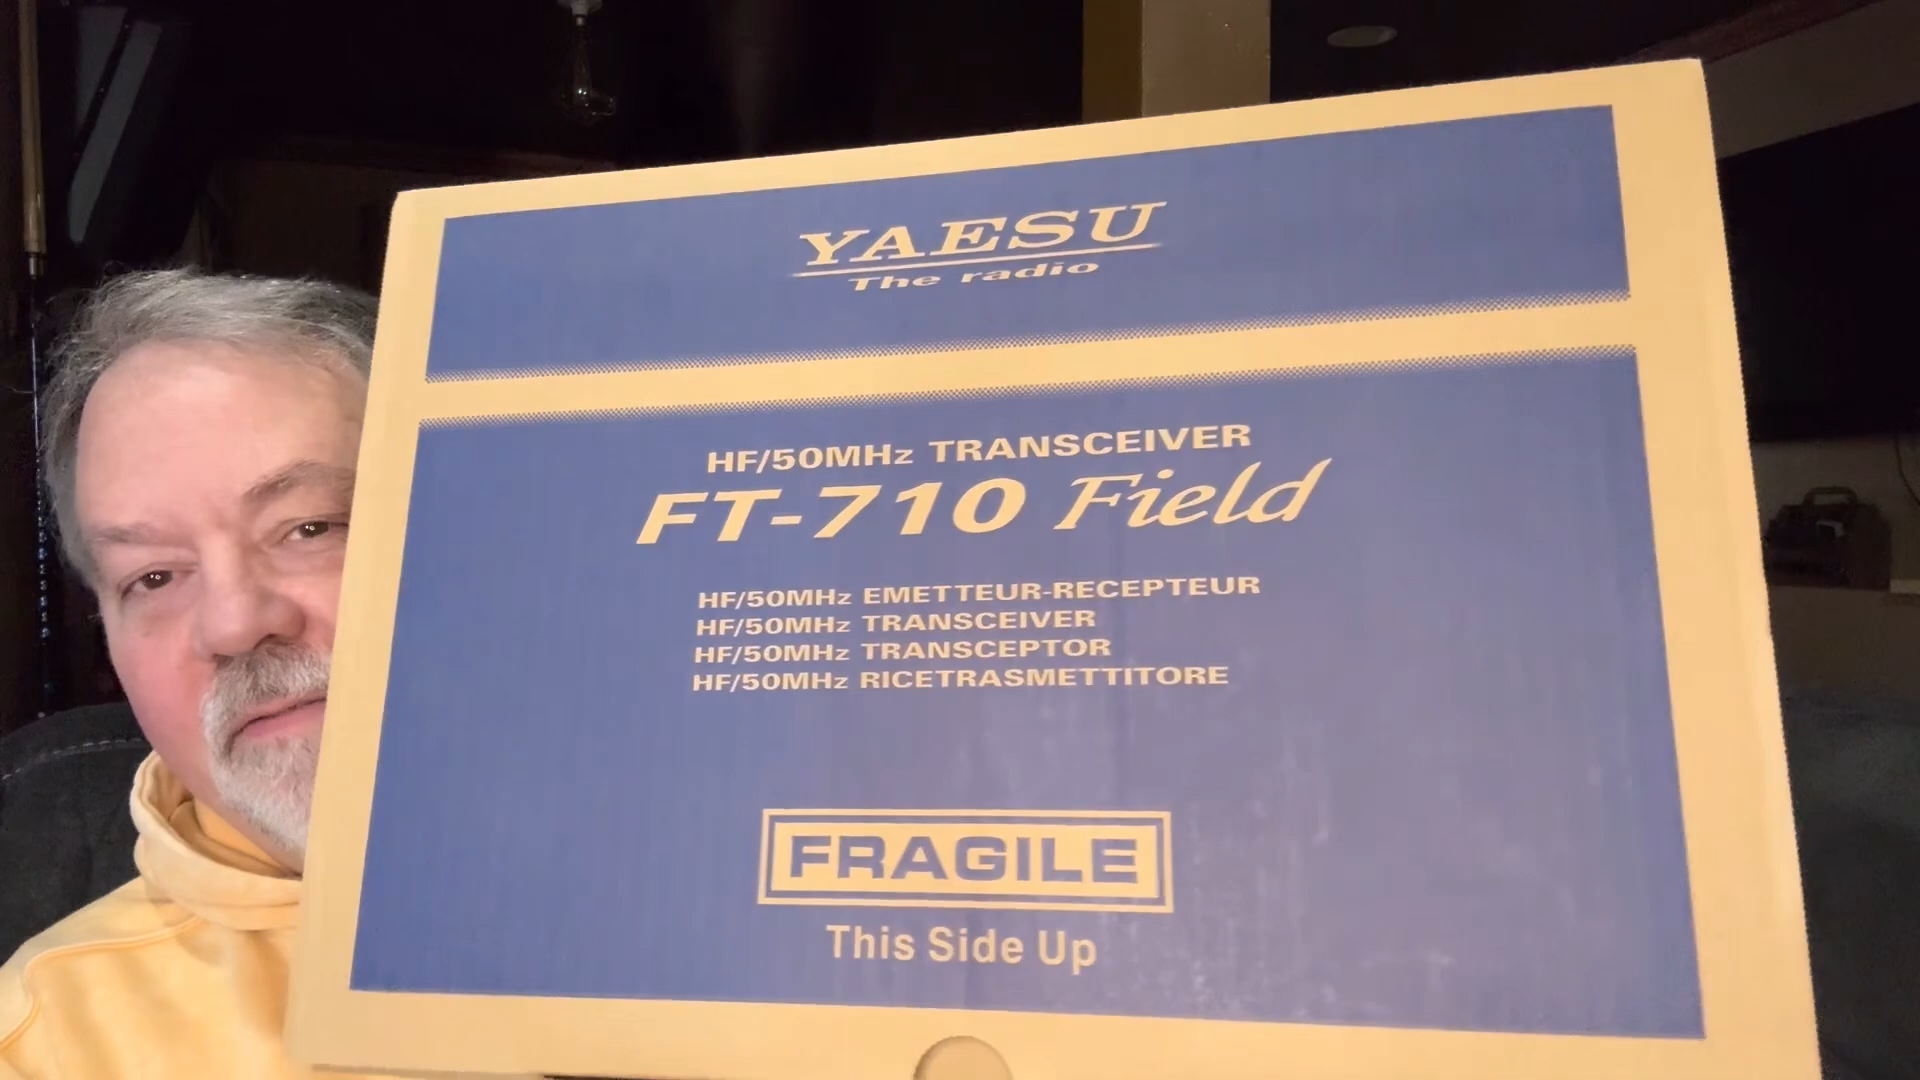 YAESU
The radio
HF/50MHz TRANSCEIVER
FT-710 Field
HF/50MHz EMETTEUR-RECEPTEUR
HF/50MHz TRANSCEIVER
HF/50MHz TRANSCEPTOR
HF/50MHz RICETRASMETTITORE
FRAGILE
This Side Up